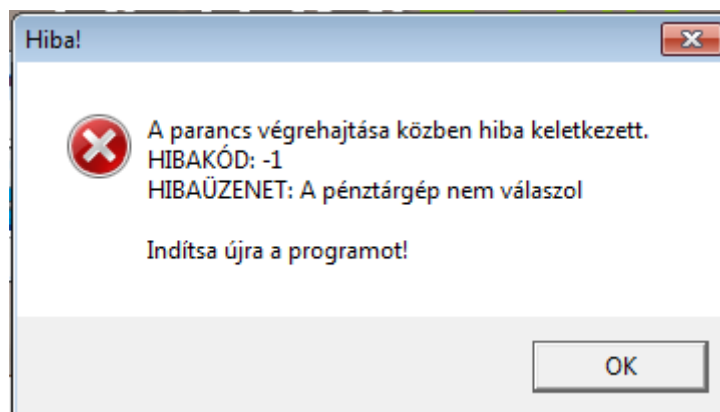 Hiba!
A parancs végrehajtása közben hiba keletkezett.
HIBAKÓD: -1
HIBAÜZENET: A pénztárgép nem válaszol
Indítsa újra a programot!
OK